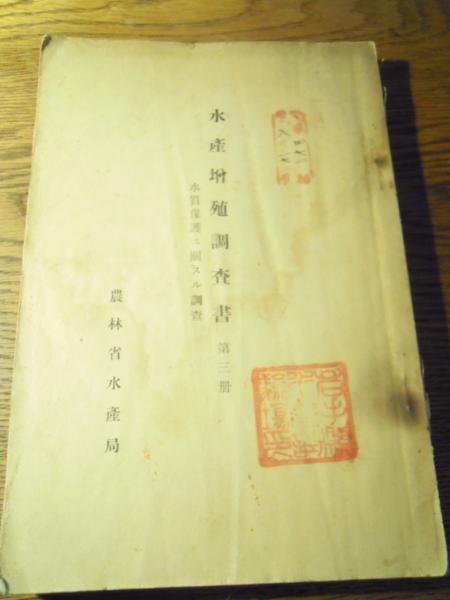 水產增殖調查書 第三册
水質保護ニ關スル調查
農林省水產局